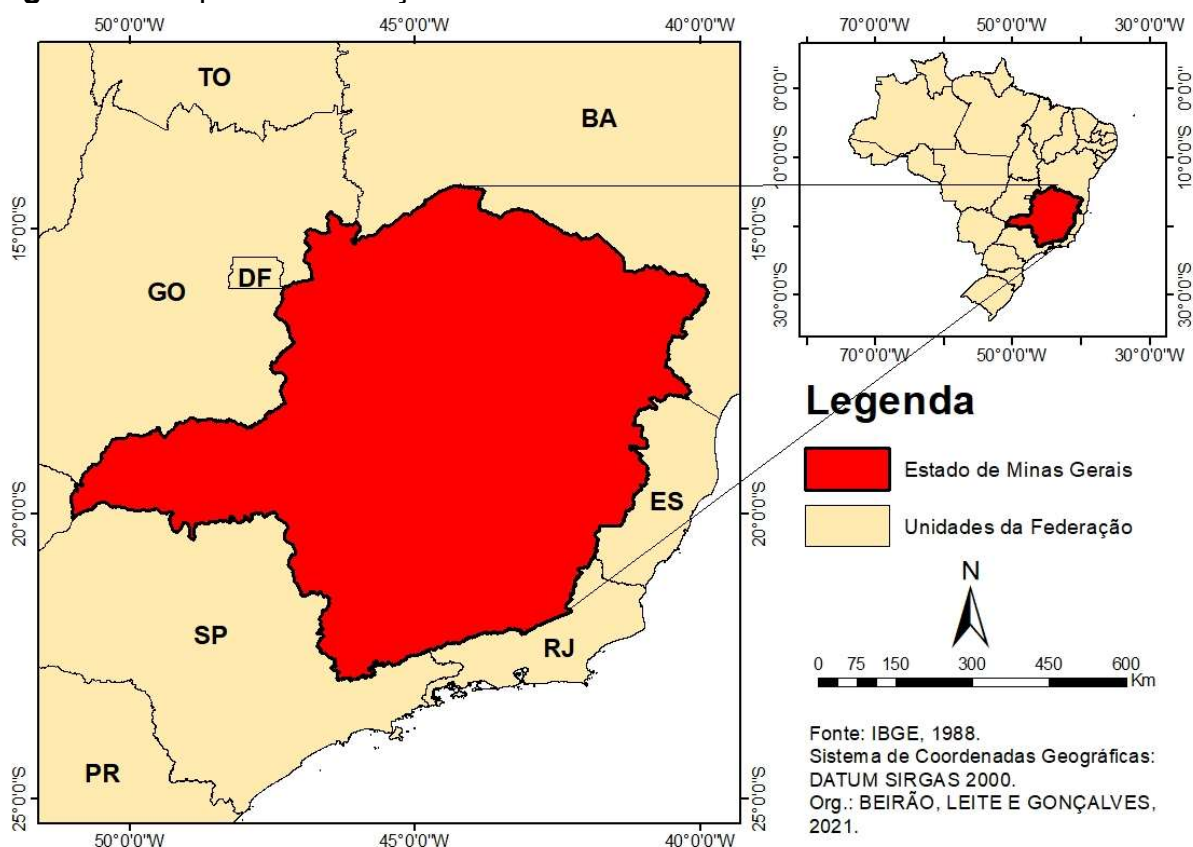 50°0'0"W 45°0'0"W 40°0'0"W
70°0'0"W 50°0'0"W 30°0'0"W
TO
BA
GO
DF
ES
SP
RJ
PR
15°0'0"S
20°0'0"S
25°0'0"S
15°0'0"S
20°0'0"S
25°0'0"S
50°0'0"W 45°0'0"W 40°0'0"W
0°0'0"
10°0'0"S
30°0'0"S
0°0'0"
10°0'0"S
30°0'0"S
70°0'0"W 50°0'0"W 30°0'0"W
Legenda
Estado de Minas Gerais
Unidades da Federação
N
0 75 150 300 450 600
Km
Fonte: IBGE, 1988.
Sistema de Coordenadas Geográficas:
DATUM SIRGAS 2000.
Org.: BEIRÃO, LEITE E GONÇALVES,
2021.